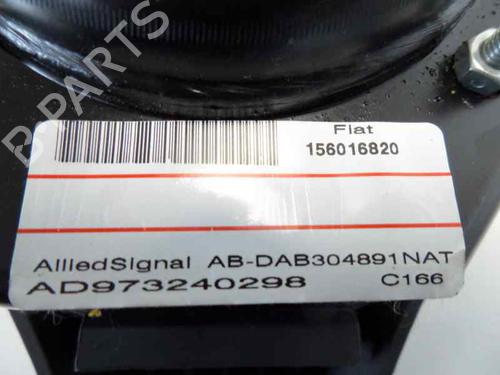 B-PARTS
Fiat
156016820
AlliedSignal AB-DAB304891NAT
AD973240298 C166